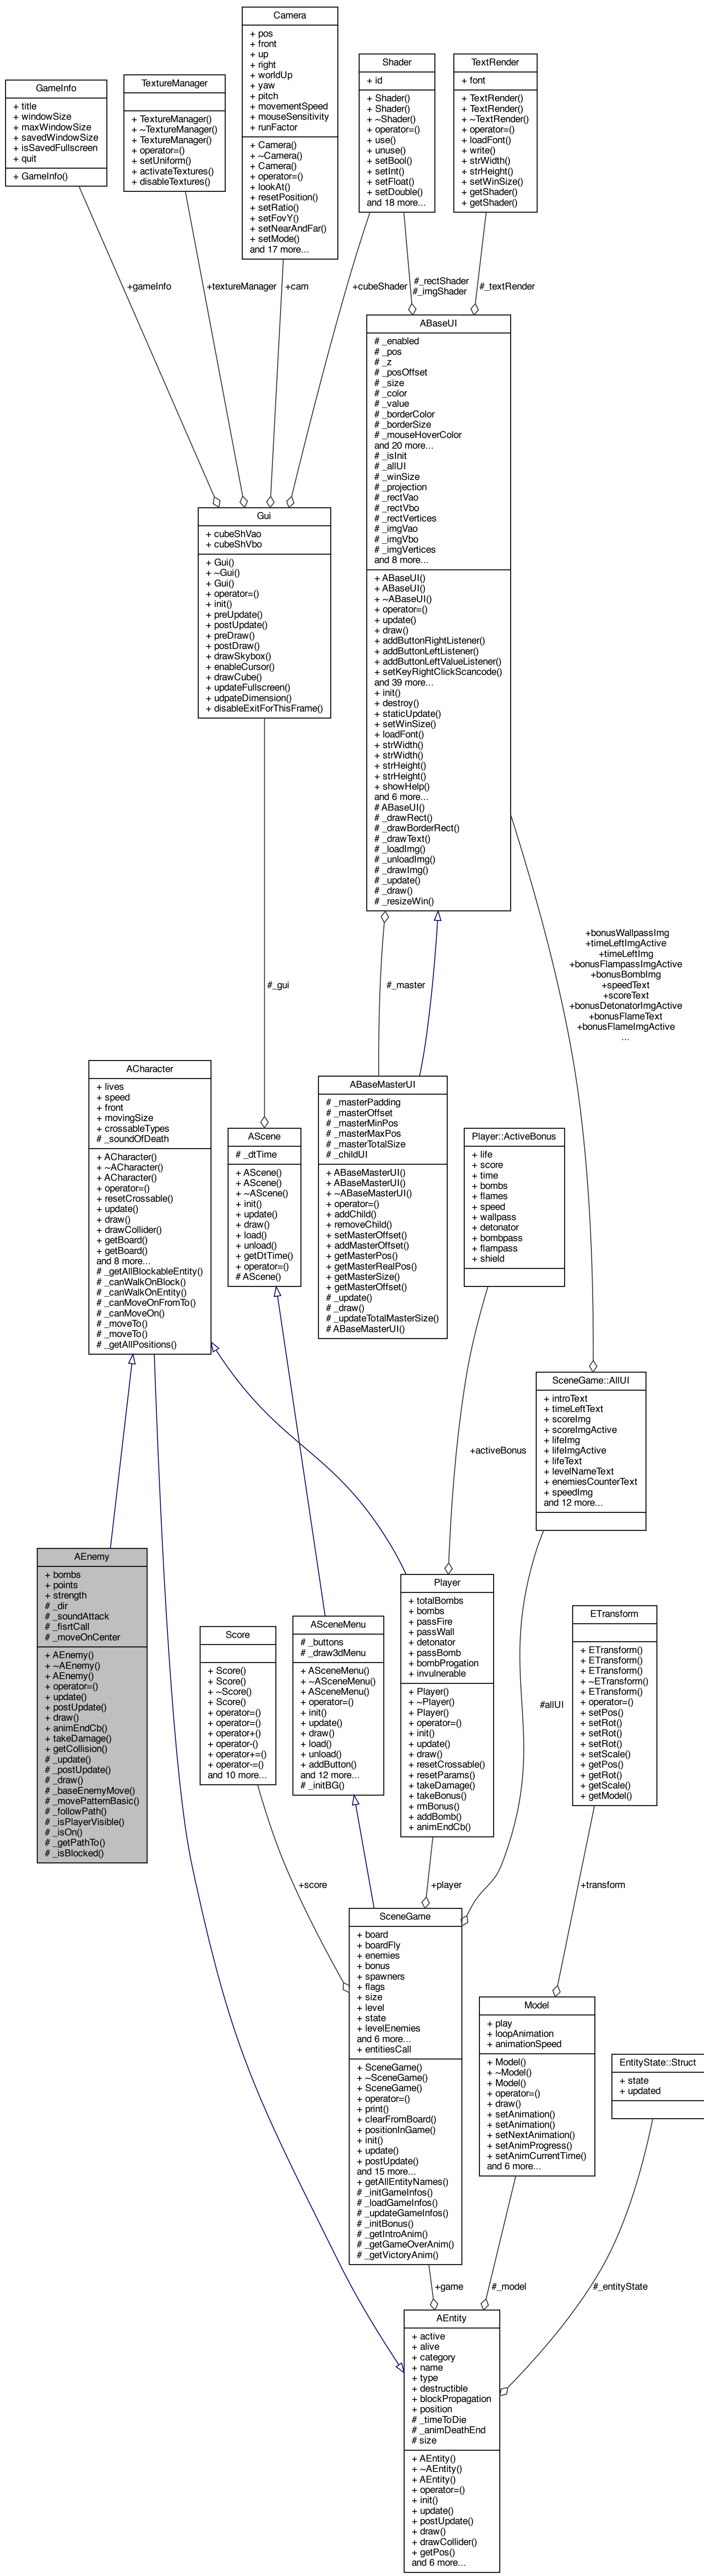 Camera
+ pos
+ front
+ up
+ right
+ worldUp
+ yaw
+ pitch
+ movementSpeed
+ mouseSensitivity
+ runFactor
+ Camera()
+ ~Camera()
+ Camera()
+ operator=()
+ lookAt()
+ resetPosition()
+ setRatio()
+ setFovY()
+ setNearAndFar()
+ setMode()
and 17 more...
Shader
+ id
+ Shader()
+ Shader()
+ ~Shader()
+ operator=()
+ use()
+ unuse()
+ setBool()
+ setInt()
+ setFloat()
+ setDouble()
and 18 more...
TextRender
+ font
+ TextRender()
+ TextRender()
+ ~TextRender()
+ operator=()
+ loadFont()
+ write()
+ strWidth()
+ strHeight()
+ setWinSize()
+ getShader()
+ getShader()
GameInfo
+ title
+ windowSize
+ maxWindowSize
+ savedWindowSize
+ isSavedFullscreen
+ quit
+ GameInfo()
TextureManager
+ TextureManager()
+ ~TextureManager()
+ TextureManager()
+ operator=()
+ setUniform()
+ activateTextures()
+ disableTextures()
+gameInfo
+textureManager
+cam
+cubeShader
#_rectShader
#_imgShader
#_textRender
ABaseUI
# _enabled
# _pos
# _z
# _posOffset
# _size
# _color
# _value
# _borderColor
# _borderSize
# _mouseHoverColor
and 20 more...
# _isInit
# _allUI
# _winSize
# _projection
# _rectVao
# _rectVbo
# _rectVertices
# _imgVao
# _imgVbo
# _imgVertices
and 8 more...
+ ABaseUI()
+ ABaseUI()
+ ~ABaseUI()
+ operator=()
+ update()
+ draw()
+ addButtonRightListener()
+ addButtonLeftListener()
+ addButtonLeftValueListener()
+ setKeyRightClickScancode()
and 39 more...
+ init()
+ destroy()
+ staticUpdate()
+ setWinSize()
+ loadFont()
+ strWidth()
+ strWidth()
+ strHeight()
+ strHeight()
+ showHelp()
and 6 more...
# ABaseUI()
# _drawRect()
# _drawBorderRect()
# _drawText()
# _loadImg()
# _unloadImg()
# _drawImg()
# _update()
# _draw()
# _resizeWin()
Gui
+ cubeShVao
+ cubeShVbo
+ Gui()
+ ~Gui()
+ Gui()
+ operator=()
+ init()
+ preUpdate()
+ postUpdate()
+ preDraw()
+ postDraw()
+ drawSkybox()
+ enableCursor()
+ drawCube()
+ updateFullscreen()
+ udpateDimension()
+ disableExitForThisFrame()
#_gui
#_master
+bonusWallpassImg
+timeLeftImgActive
+timeLeftImg
+bonusFlampassImgActive
+bonusBombImg
+speedText
+scoreText
+bonusDetonatorImgActive
+bonusFlameText
+bonusFlameImgActive
...
ACharacter
+ lives
+ speed
+ front
+ movingSize
+ crossableTypes
# _soundOfDeath
+ ACharacter()
+ ~ACharacter()
+ ACharacter()
+ operator=()
+ resetCrossable()
+ update()
+ draw()
+ drawCollider()
+ getBoard()
+ getBoard()
and 8 more...
# _getAllBlockableEntity()
# _canWalkOnBlock()
# _canWalkOnEntity()
# _canMoveOnFromTo()
# _canMoveOn()
# _moveTo()
# _moveTo()
# _getAllPositions()
AScene
# _dtTime
+ AScene()
+ AScene()
+ ~AScene()
+ init()
+ update()
+ draw()
+ load()
+ unload()
+ getDtTime()
+ operator=()
# AScene()
ABaseMasterUI
# _masterPadding
# _masterOffset
# _masterMinPos
# _masterMaxPos
# _masterTotalSize
# _childUI
+ ABaseMasterUI()
+ ABaseMasterUI()
+ ~ABaseMasterUI()
+ operator=()
+ addChild()
+ removeChild()
+ setMasterOffset()
+ addMasterOffset()
+ getMasterPos()
+ getMasterRealPos()
+ getMasterSize()
+ getMasterOffset()
# _update()
# _draw()
# _updateTotalMasterSize()
# ABaseMasterUI()
Player::ActiveBonus
+ life
+ score
+ time
+ bombs
+ flames
+ speed
+ wallpass
+ detonator
+ bombpass
+ flampass
+ shield
+activeBonus
SceneGame::AllUI
+ introText
+ timeLeftText
+ scoreImg
+ scoreImgActive
+ lifeImg
+ lifeImgActive
+ lifeText
+ levelNameText
+ enemiesCounterText
+ speedImg
and 12 more...
AEnemy
+ bombs
+ points
+ strength
# _dir
# _soundAttack
# _fisrtCall
# _moveOnCenter
+ AEnemy()
+ ~AEnemy()
+ AEnemy()
+ operator=()
+ update()
+ postUpdate()
+ draw()
+ animEndCb()
+ takeDamage()
+ getCollision()
# _update()
# _postUpdate()
# _draw()
# _baseEnemyMove()
# _movePatternBasic()
# _followPath()
# _isPlayerVisible()
# _isOn()
# _getPathTo()
# _isBlocked()
Score
+ Score()
+ Score()
+ ~Score()
+ Score()
+ operator=()
+ operator=()
+ operator+()
+ operator-()
+ operator+=()
+ operator-=()
and 10 more...
ASceneMenu
# _buttons
# _draw3dMenu
+ ASceneMenu()
+ ~ASceneMenu()
+ ASceneMenu()
+ operator=()
+ init()
+ update()
+ draw()
+ load()
+ unload()
+ addButton()
and 12 more...
# _initBG()
Player
+ totalBombs
+ bombs
+ passFire
+ passWall
+ detonator
+ passBomb
+ bombProgation
+ invulnerable
+ Player()
+ ~Player()
+ Player()
+ operator=()
+ init()
+ update()
+ draw()
+ resetCrossable()
+ resetParams()
+ takeDamage()
+ takeBonus()
+ rmBonus()
+ addBomb()
+ animEndCb()
ETransform
+ ETransform()
+ ETransform()
+ ETransform()
+ ~ETransform()
+ ETransform()
+ operator=()
+ setPos()
+ setRot()
+ setRot()
+ setRot()
+ setScale()
+ getPos()
+ getRot()
+ getScale()
+ getModel()
#allUI
+score
+player
+transform
SceneGame
+ board
+ boardFly
+ enemies
+ bonus
+ spawners
+ flags
+ size
+ level
+ state
+ levelEnemies
and 6 more...
+ entitiesCall
+ SceneGame()
+ ~SceneGame()
+ SceneGame()
+ operator=()
+ print()
+ clearFromBoard()
+ positionInGame()
+ init()
+ update()
+ postUpdate()
and 15 more...
+ getAllEntityNames()
# _initGameInfos()
# _loadGameInfos()
# _updateGameInfos()
# _initBonus()
# _getIntroAnim()
# _getGameOverAnim()
# _getVictoryAnim()
Model
+ play
+ loopAnimation
+ animationSpeed
+ Model()
+ ~Model()
+ Model()
+ operator=()
+ draw()
+ setAnimation()
+ setAnimation()
+ setNextAnimation()
+ setAnimProgress()
+ setAnimCurrentTime()
and 6 more...
EntityState::Struct
+ state
+ updated
+game
#_model
#_entityState
AEntity
+ active
+ alive
+ category
+ name
+ type
+ destructible
+ blockPropagation
+ position
# _timeToDie
# _animDeathEnd
# size
+ AEntity()
+ ~AEntity()
+ AEntity()
+ operator=()
+ init()
+ update()
+ postUpdate()
+ draw()
+ drawCollider()
+ getPos()
and 6 more...